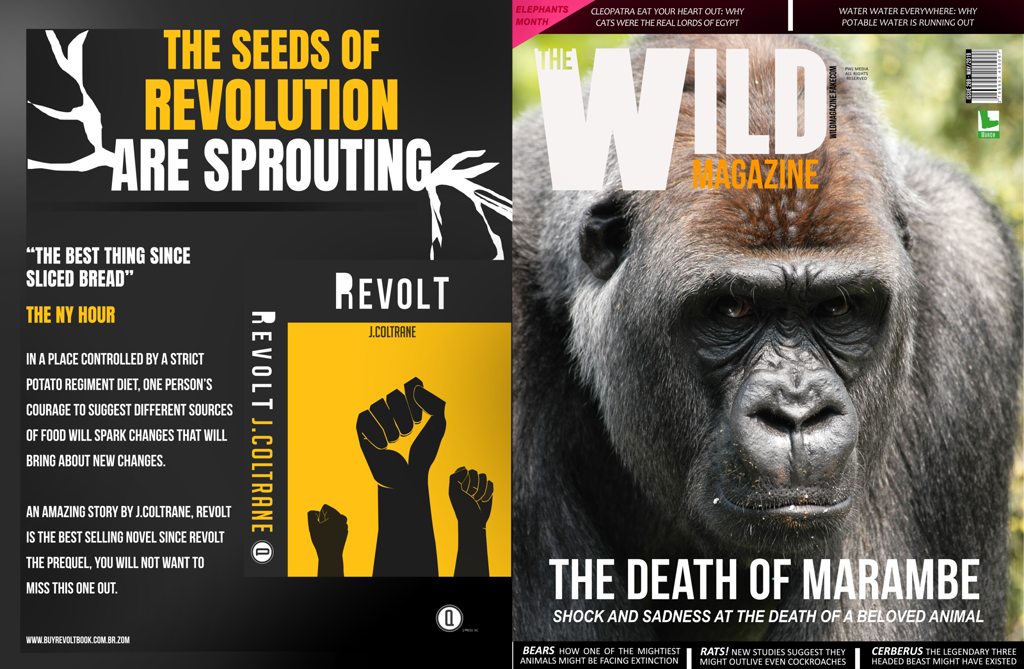 THE SEEDS OF
REVOLUTION
ARE SPROUTING
“THE BEST THING SINCE
SLICED BREAD”
THE NY HOUR
IN A PLACE CONTROLLED BY A STRICT
POTATO REGIMENT DIET, ONE PERSON'S
COURAGE TO SUGGEST DIFFERENT SOURCES
OF FOOD WILL SPARK CHANGES THAT WILL
BRING ABOUT NEW CHANGES.
AN AMAZING STORY BY J.COLTRANE, REVOLT
IS THE BEST SELLING NOVEL SINCE REVOLT
THE PREQUEL, YOU WILL NOT WANT TO
MISS THIS ONE OUT.
WWW.BUYREVOLTBOOK.COM.BR.ZOM
REVOLT J.COLTRANE
Q
REVOLT
J.COLTRANE
Q
ELEPHANTS
MONTH
CLEOPATRA EAT YOUR HEART OUT: WHY
CATS WERE THE REAL LORDS OF EGYPT
WATER WATER EVERYWHERE: WHY
POTABLE WATER IS RUNNING OUT
THE
WILD
MAGAZINE
WILDMAGAZINE.FAKECOM
PWS MEDIA
ALL RIGHTS
RESERVED
THE DEATH OF MARAMBE
SHOCK AND SADNESS AT THE DEATH OF A BELOVED ANIMAL
BEARS HOW ONE OF THE MIGHTIEST
ANIMALS MIGHT BE FACING EXTINCTION
RATS! NEW STUDIES SUGGEST THEY
MIGHT OUTLIVE EVEN COCKROACHES
CERBERUS THE LEGENDARY THREE
HEADED BEAST MIGHT HAVE EXISTED